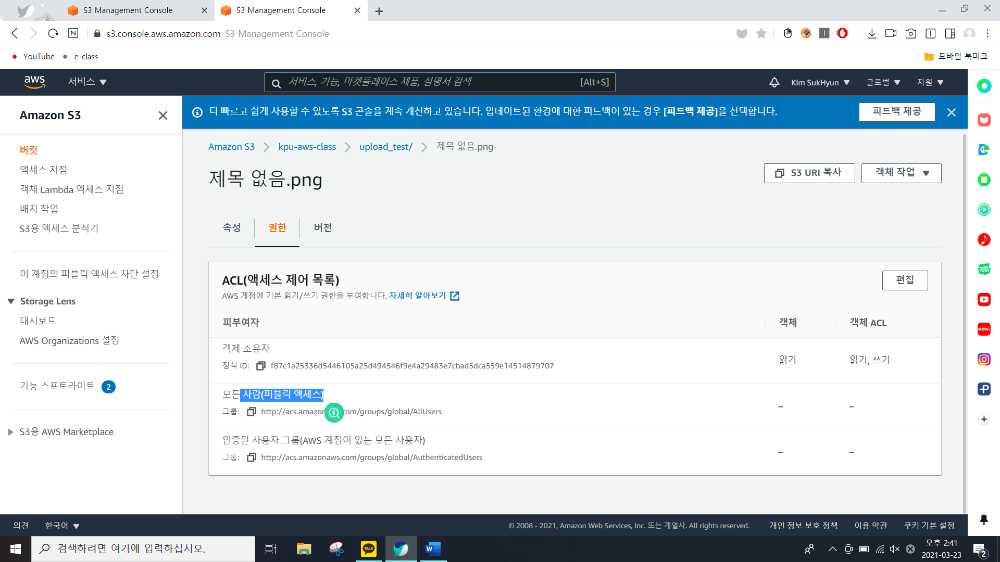 S3 Management Console
S3 Management Console
N
s3.console.aws.amazon.com S3 Management Console
YouTube
e-class
모바일 북마크
aws
서비스
서비스, 기능, 마켓플레이스 제품, 설명서 검색
[Alt+S]
Kim SukHyun
글로벌
지원
Amazon S3
더 빠르고 쉽게 사용할 수 있도록 S3 콘솔을 계속 개선하고 있습니다. 업데이트된 환경에 대한 피드백이 있는 경우 [피드백 제공]을 선택합니다.
피드백 제공
버킷
액세스 지점
객체 Lambda 액세스 지점
배치 작업
S3용 액세스 분석기
이 계정의 퍼블릭 액세스 차단 설정
Storage Lens
대시보드
AWS Organizations 설정
기능 스포트라이트 2
S3용 AWS Marketplace
Amazon S3
kpu-aws-class
upload_test/
제목 없음.png
제목 없음.png
S3 URI 복사
객체 작업
속성
권한
버전
ACL(액세스 제어 목록)
AWS 계정에 기본 읽기/쓰기 권한을 부여합니다. 자세히 알아보기
편집
피부여자
객체
객체 ACL
객체 소유자
정식 ID: f87c1a25336d5446105a25d494546f9e4a29483e7cbad5dca559e14514879707
읽기
읽기, 쓰기
모든 사람(퍼블릭 액세스)
그룹: http://acs.amazon com/groups/global/AllUsers
–
–
인증된 사용자 그룹(AWS 계정이 있는 모든 사용자)
그룹: http://acs.amazonaws.com/groups/global/AuthenticatedUsers
–
–
WEB
TOON
NOW.
의견
한국어
© 2008 - 2021, Amazon Web Services, Inc. 또는 계열사. All rights reserved.
개인 정보 보호 정책
이용 약관
쿠키 기본 설정
검색하려면 여기에 입력하십시오.
TALK
W
오후 2:41
2021-03-23
2